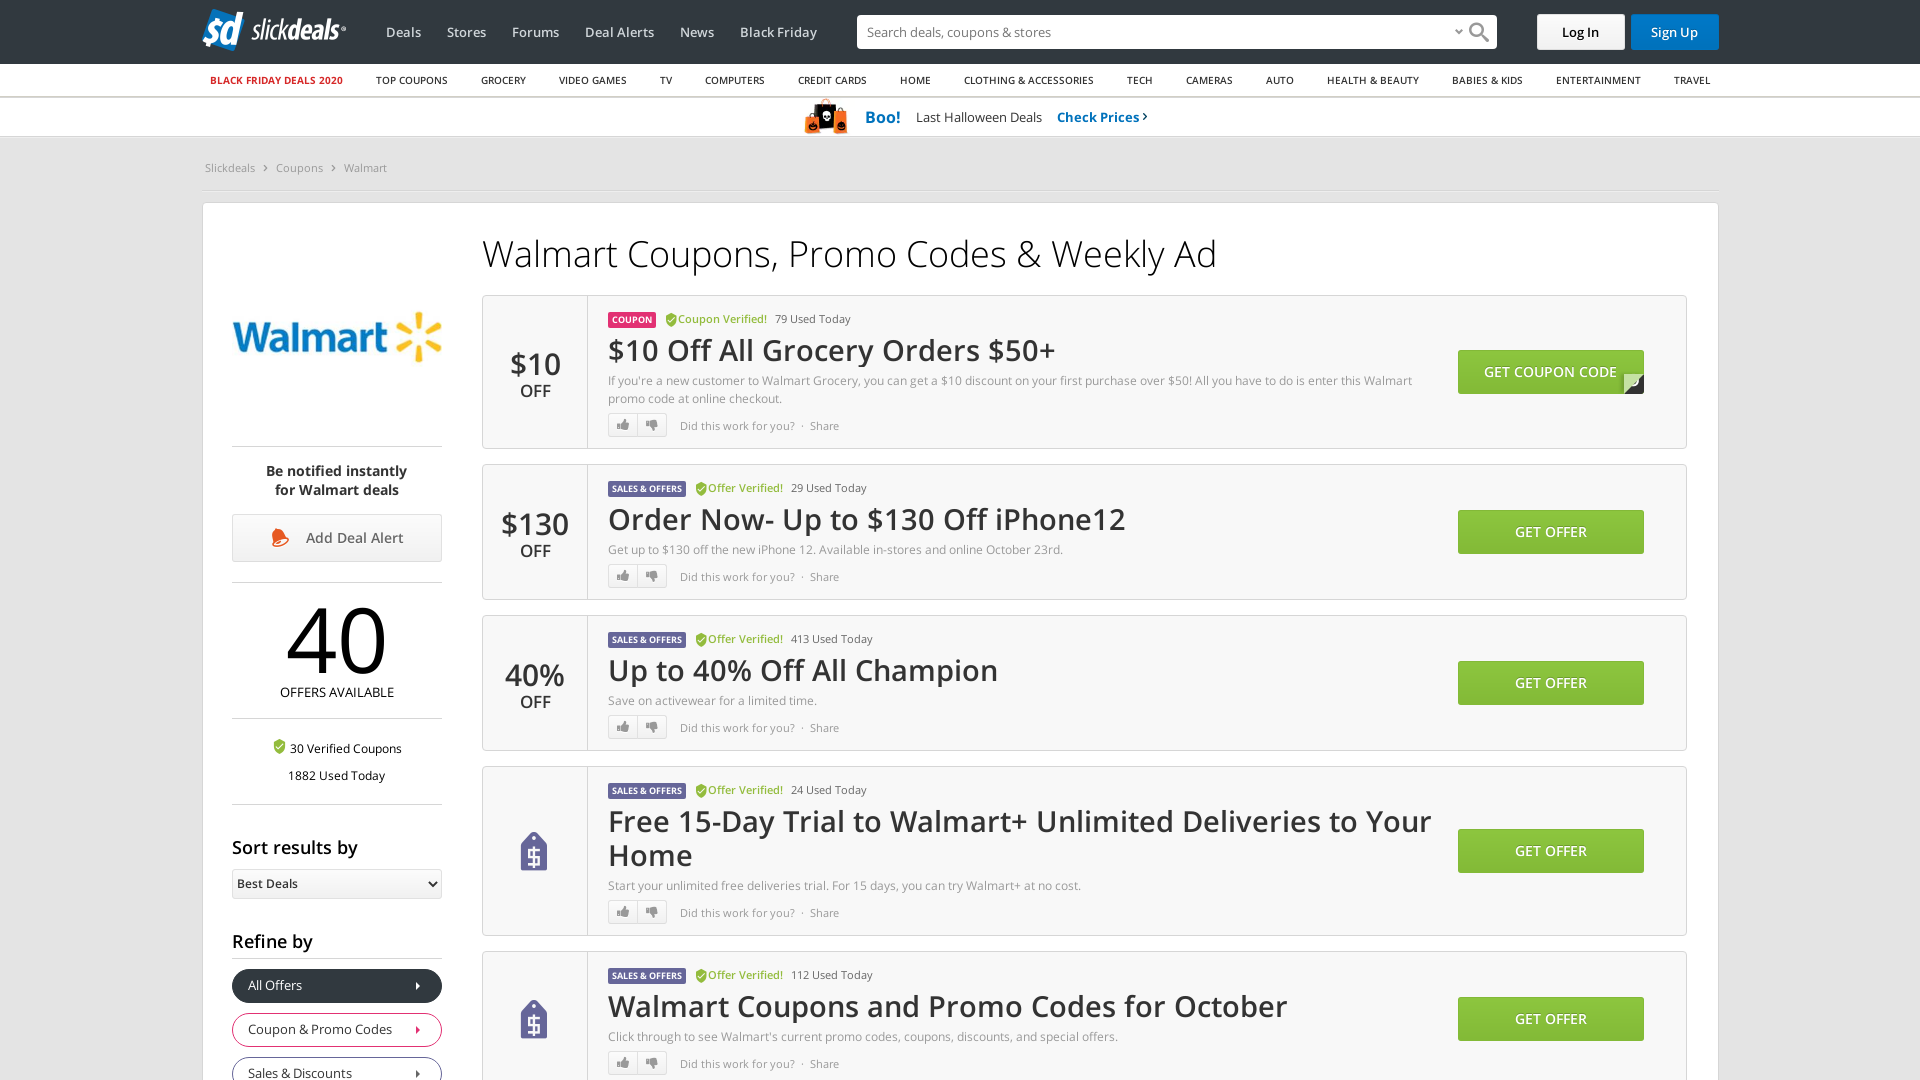 slickdeals
Deals
Stores
Forums
Deal Alerts
News
Black Friday
Search deals, coupons & stores
Log In
Sign Up
BLACK FRIDAY DEALS 2020
TOP COUPONS
GROCERY
VIDEO GAMES
TV
COMPUTERS
CREDIT CARDS
HOME
CLOTHING & ACCESSORIES
TECH
CAMERAS
AUTO
HEALTH & BEAUTY
BABIES & KIDS
ENTERTAINMENT
TRAVEL
Boo! Last Halloween Deals Check Prices
Slickdeals > Coupons > Walmart
Walmart
Be notified instantly
for Walmart deals
Add Deal Alert
40
OFFERS AVAILABLE
30 Verified Coupons
1882 Used Today
Sort results by
Best Deals
Refine by
All Offers
Coupon & Promo Codes
Sales & Discounts
Walmart Coupons, Promo Codes & Weekly Ad
$10
OFF
COUPON Coupon Verified! 79 Used Today
$10 Off All Grocery Orders $50+
If you're a new customer to Walmart Grocery, you can get a $10 discount on your first purchase over $50! All you have to do is enter this Walmart
promo code at online checkout.
Did this work for you? · Share
GET COUPON CODE
$130
OFF
SALES & OFFERS Offer Verified! 29 Used Today
Order Now- Up to $130 Off iPhone12
Get up to $130 off the new iPhone 12. Available in-stores and online October 23rd.
Did this work for you? · Share
GET OFFER
40%
OFF
SALES & OFFERS Offer Verified! 413 Used Today
Up to 40% Off All Champion
Save on activewear for a limited time.
Did this work for you? · Share
GET OFFER
SALES & OFFERS Offer Verified! 24 Used Today
Free 15-Day Trial to Walmart+ Unlimited Deliveries to Your
Home
Start your unlimited free deliveries trial. For 15 days, you can try Walmart+ at no cost.
Did this work for you? · Share
GET OFFER
SALES & OFFERS Offer Verified! 112 Used Today
Walmart Coupons and Promo Codes for October
Click through to see Walmart's current promo codes, coupons, discounts, and special offers.
Did this work for you? · Share
GET OFFER